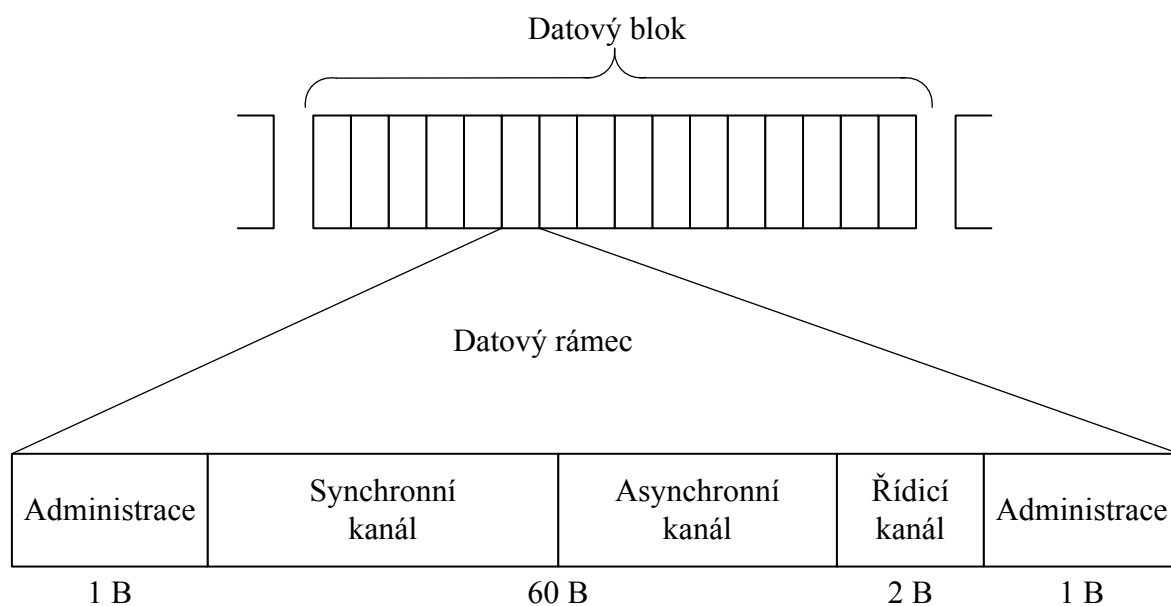 Datový blok
Datový rámec
Administrace
Synchronní
kanál
Asynchronní
kanál
Řídicí
kanál
Administrace
1 B
60 B
2 B
1 B